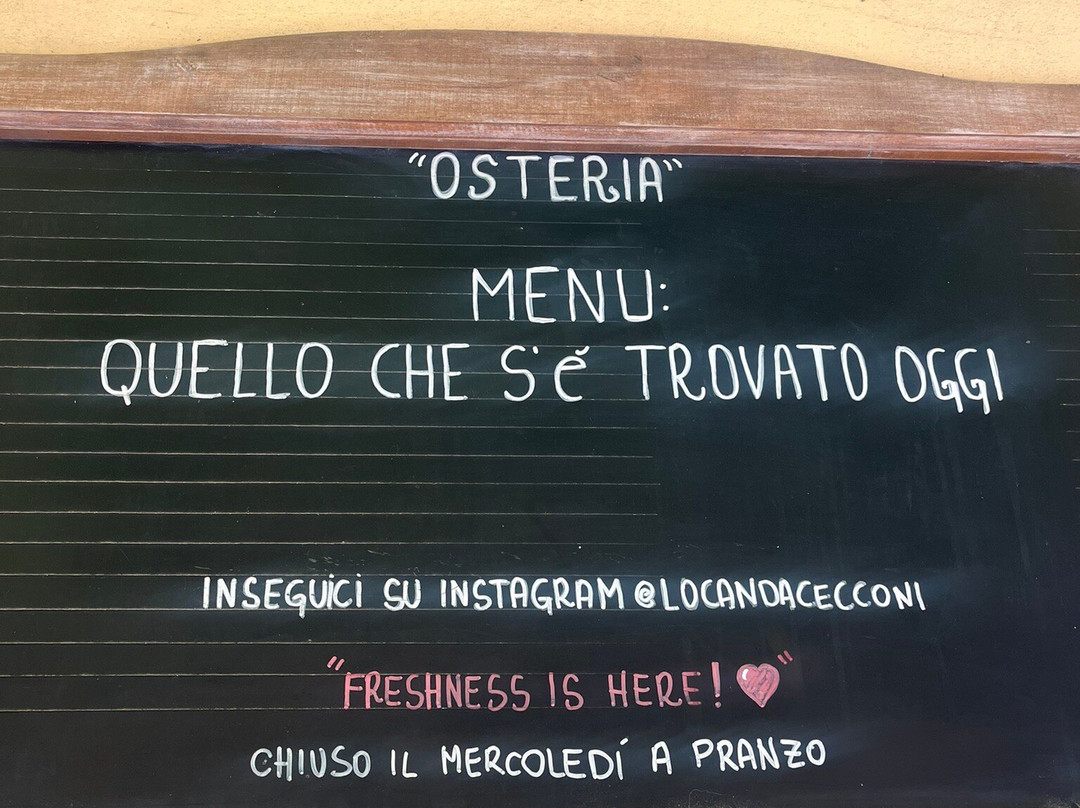 "OSTERIA"
MENU:
QUELLO CHE S'è TROVATO OGGI
INSEGUiCi SU INSTAGRAM @LOCANDACECCONI
"FRESHNESS IS HERE! ♥"
CHIUSO IL MERCOLEDÍ A PRANZO